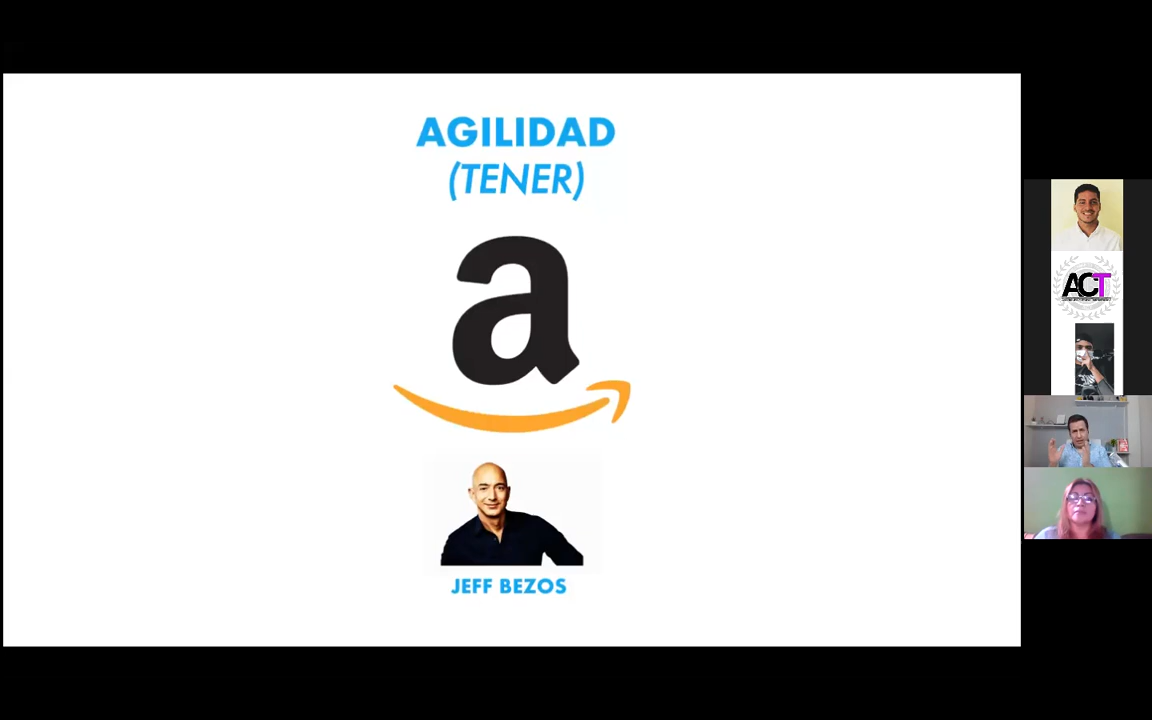 AGILIDAD
(TENER)
a
JEFF BEZOS
ACT